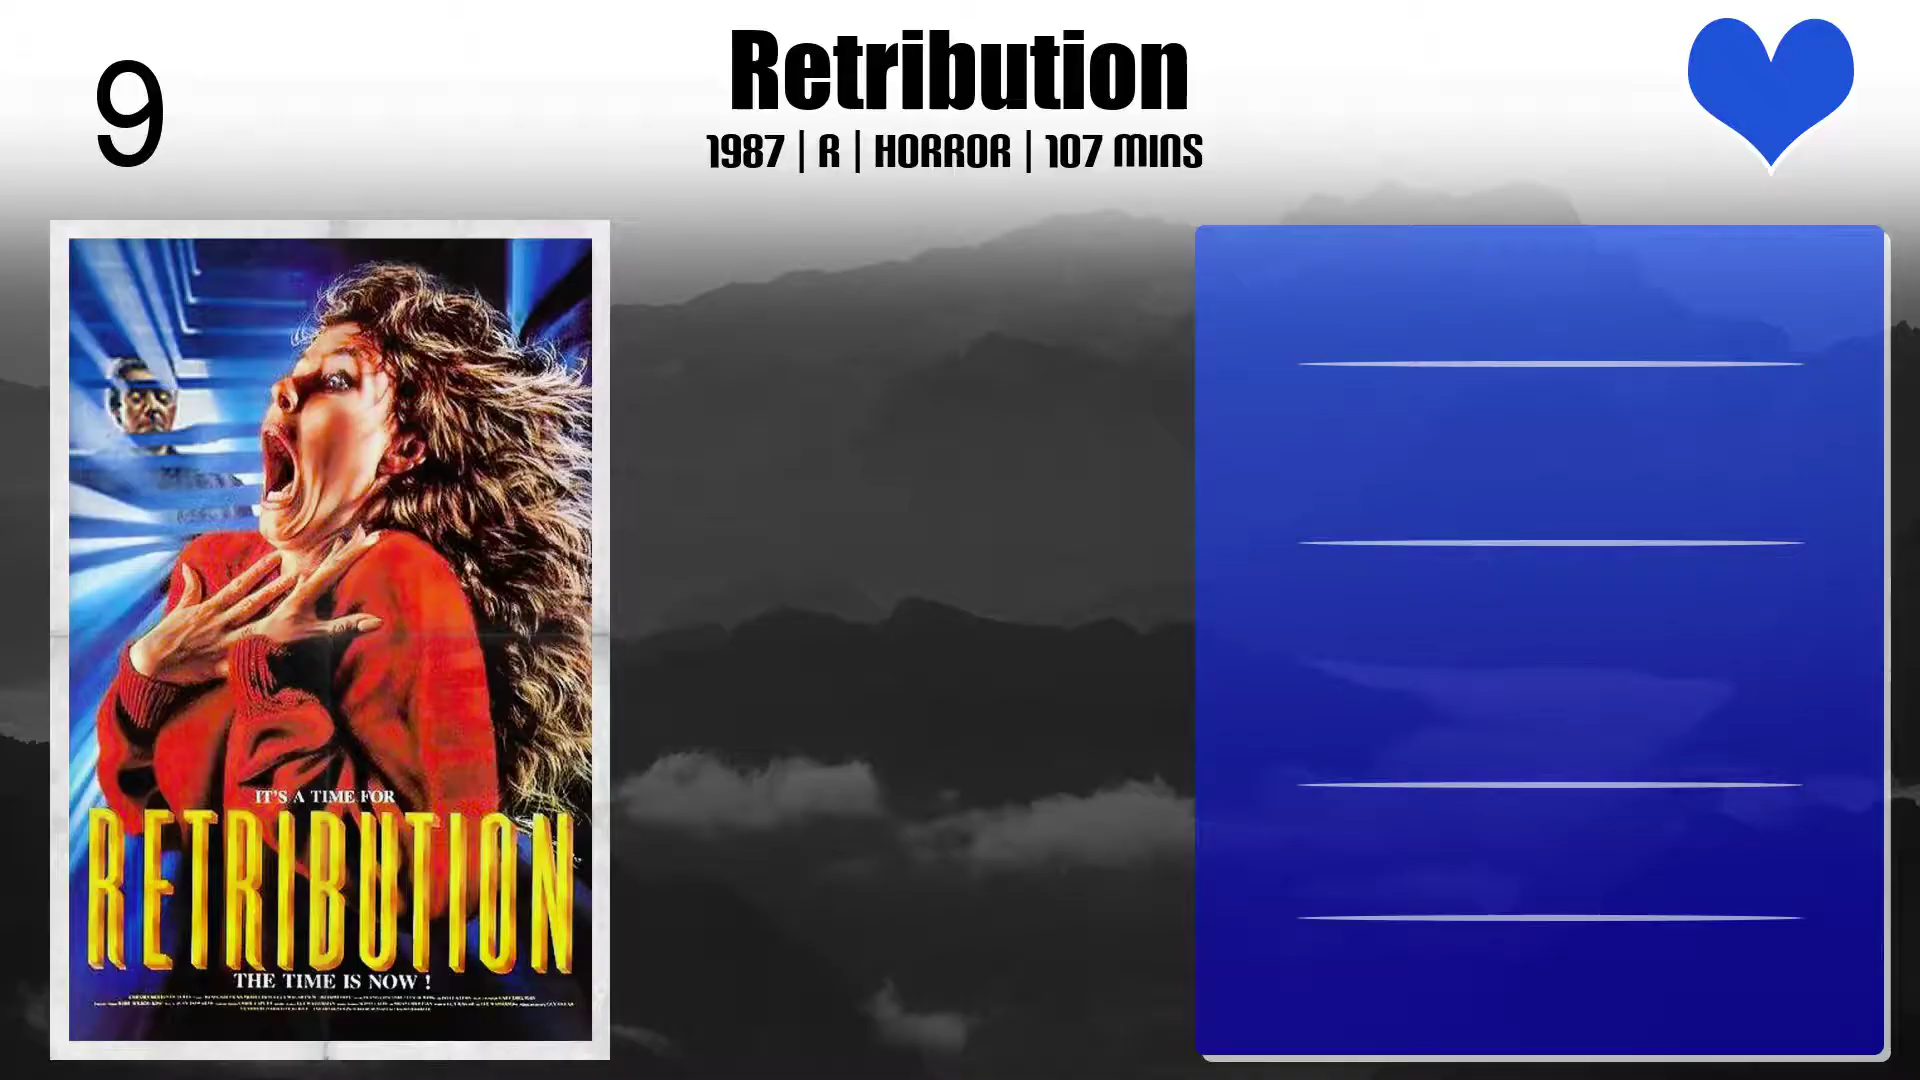 9
Retribution
1987 | R | HORROR | 107 MINS
IT'S A TIME FOR
RETRIBUTION
THE TIME IS NOW !